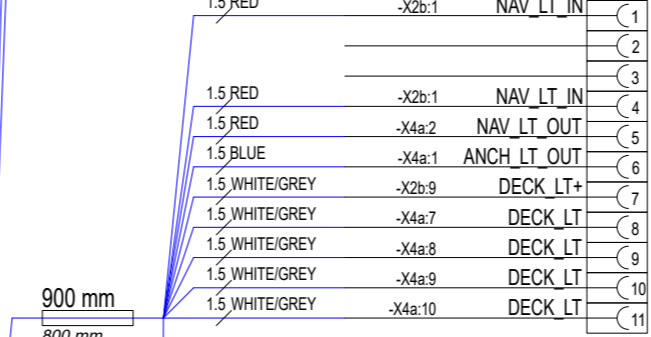 1.5 RED -X2b:1 NAV_LT_IN 1
2
3
1.5 RED -X2b:1 NAV_LT_IN 4
1.5 RED -X4a:2 NAV_LT_OUT 5
1.5 BLUE -X4a:1 ANCH_LT_OUT 6
1.5 WHITE/GREY -X2b:9 DECK_LT+ 7
1.5 WHITE/GREY -X4a:7 DECK_LT 8
1.5 WHITE/GREY -X4a:8 DECK_LT 9
1.5 WHITE/GREY -X4a:9 DECK_LT 10
1.5 WHITE/GREY -X4a:10 DECK_LT 11
900 mm
800 mm